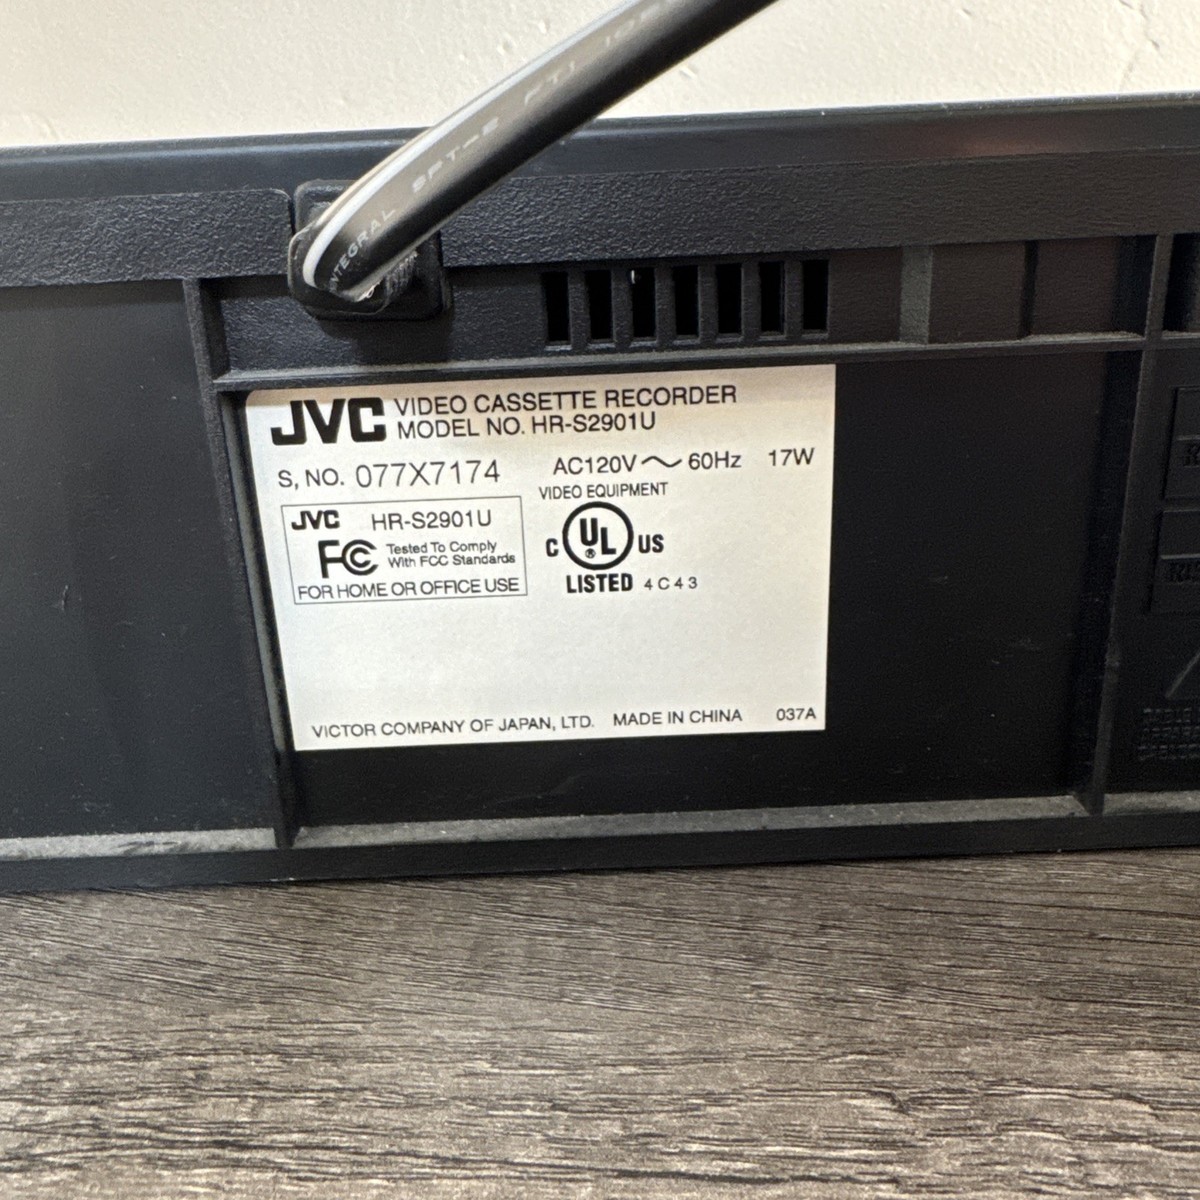 INTEGRAL SPT-2
JVC VIDEO CASSETTE RECORDER
MODEL NO. HR-S2901U
S, NO. 077X7174 AC120V～60Hz 17W
VIDEO EQUIPMENT
JVC HR-S2901U
FC Tested To Comply
With FCC Standards
FOR HOME OR OFFICE USE
C UL ® US
LISTED 4C43
VICTOR COMPANY OF JAPAN, LTD. MADE IN CHINA 037A